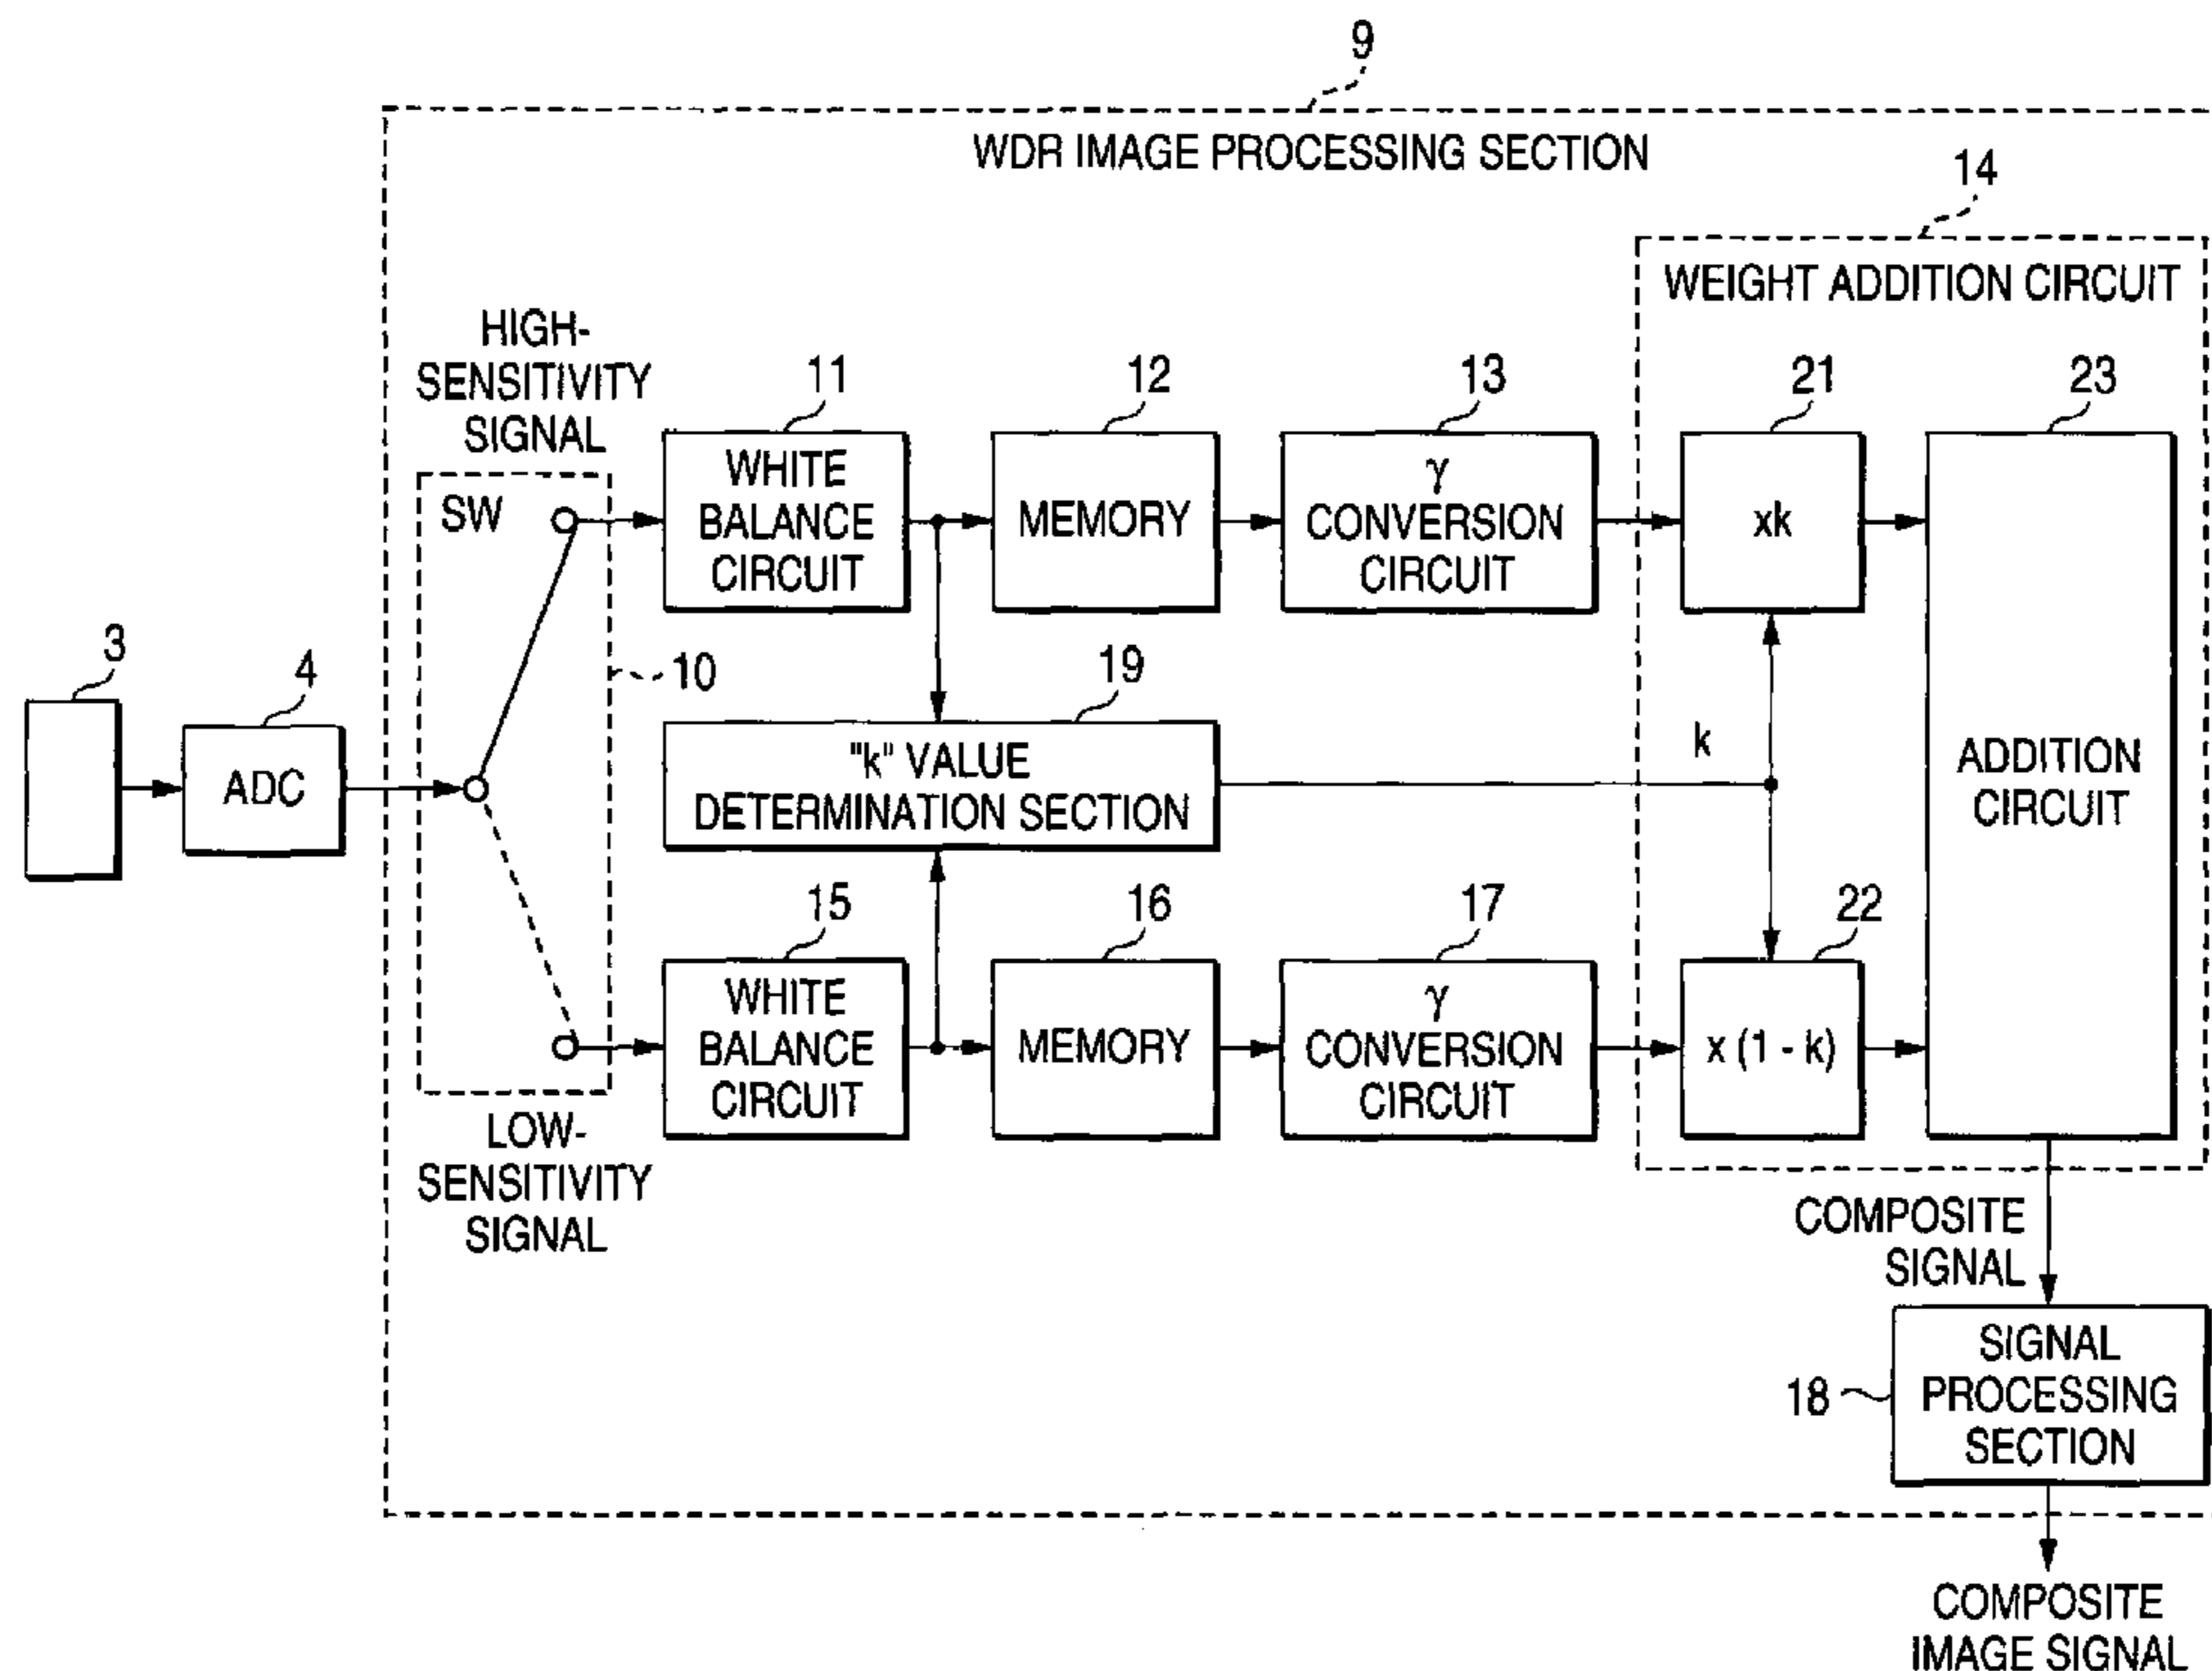 9
WDR IMAGE PROCESSING SECTION
14
WEIGHT ADDITION CIRCUIT
HIGH-
SENSITIVITY
SIGNAL
11
12
13
21
23
SW
WHITE
BALANCE
CIRCUIT
MEMORY
γ
CONVERSION
CIRCUIT
xk
3
4
10
19
ADC
"k" VALUE
DETERMINATION SECTION
k
ADDITION
CIRCUIT
15
16
17
22
WHITE
BALANCE
CIRCUIT
MEMORY
γ
CONVERSION
CIRCUIT
x (1 - k)
LOW-
SENSITIVITY
SIGNAL
COMPOSITE
SIGNAL
18
SIGNAL
PROCESSING
SECTION
COMPOSITE
IMAGE SIGNAL